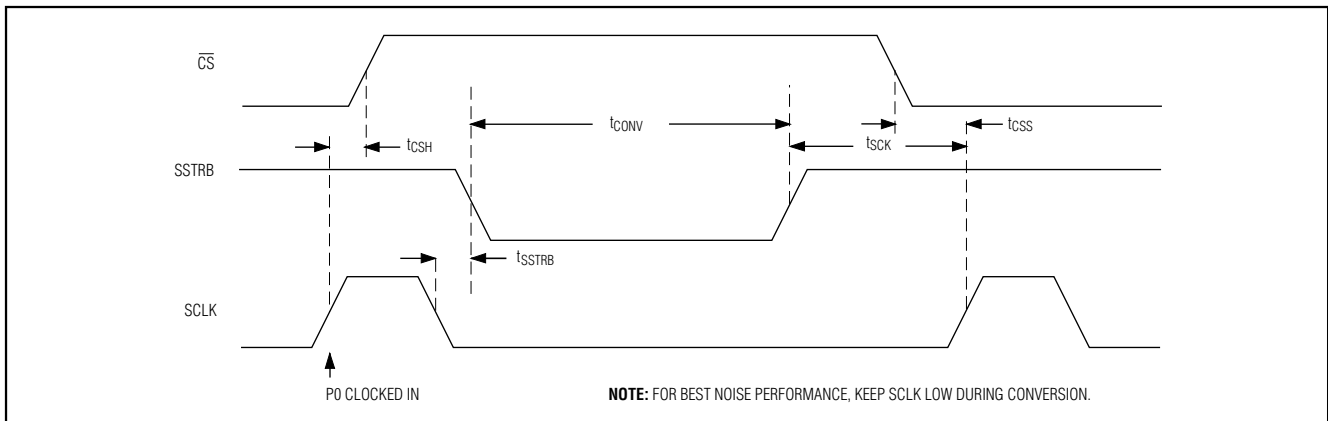 C̅S̅
tCONV
tCSS
tCSH
tSCK
SSTRB
tSSTRB
SCLK
P0 CLOCKED IN
NOTE: FOR BEST NOISE PERFORMANCE, KEEP SCLK LOW DURING CONVERSION.